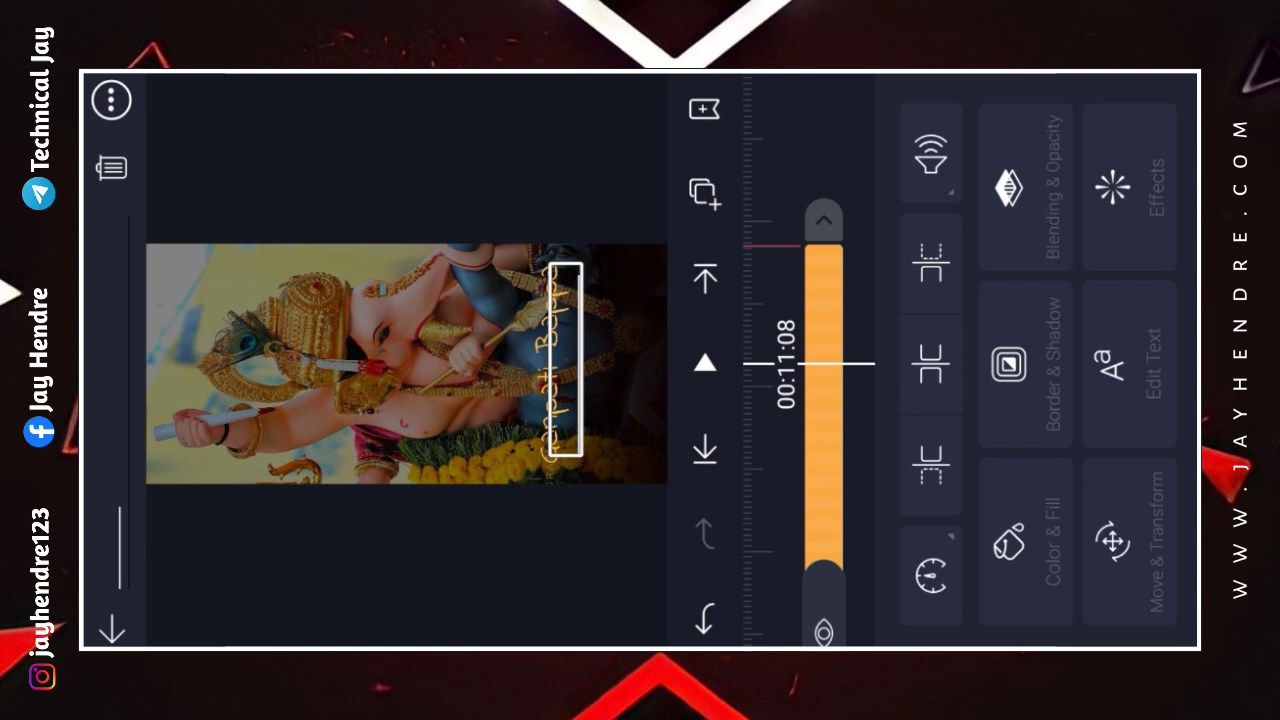 Technical Jay
Jay Hendre
jayhendre123
Ganpati Bappa
00:11:08
Blending & Opacity
Border & Shadow
Color & Fill
Effects
Edit Text
Aa
Move & Transform
WWW.JAYHENDRE.COM